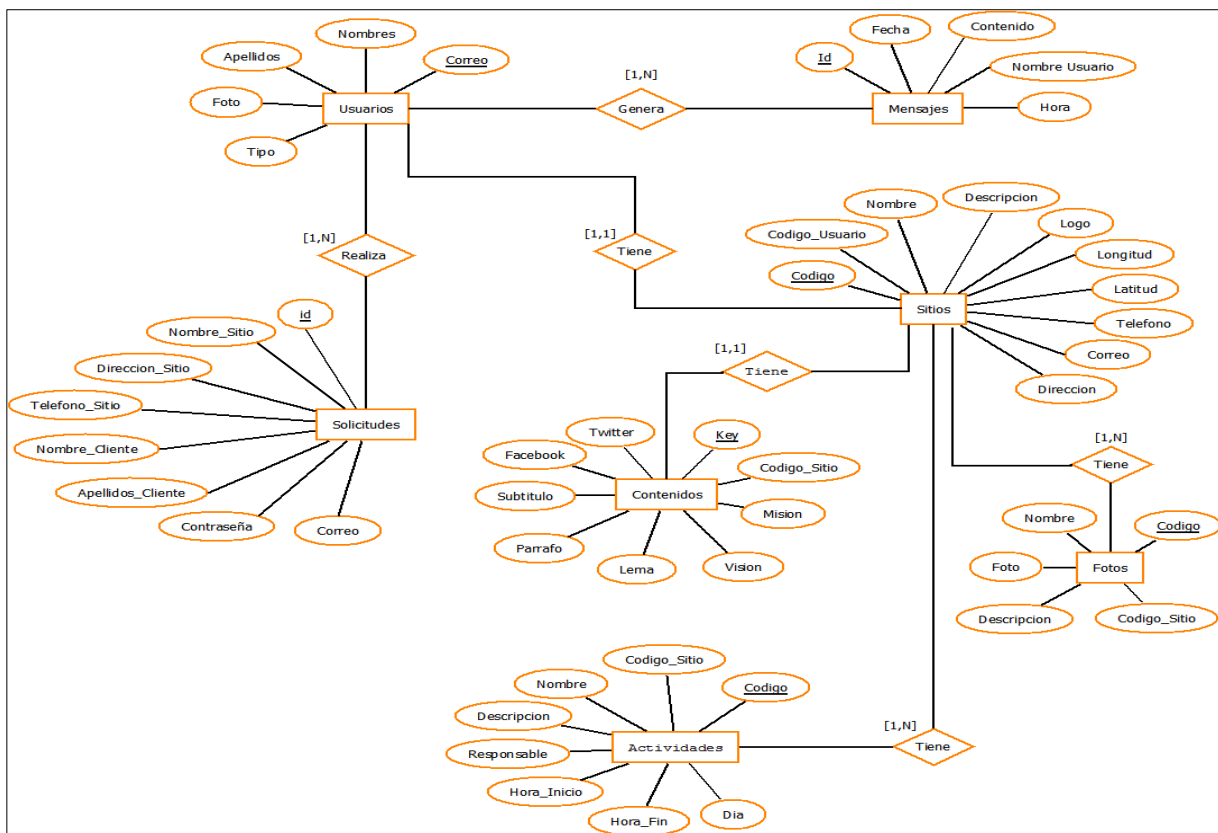 Nombres
Apellidos
Correo
Foto
Usuarios
Tipo
[1,N]
Genera
Fecha
Contenido
Id
Nombre Usuario
Mensajes
Hora
[1,N]
Realiza
[1,1]
Tiene
Nombre
Descripcion
Codigo_Usuario
Logo
Codigo
Longitud
Sitios
Latitud
Telefono
Correo
Direccion
id
Nombre_Sitio
Direccion_Sitio
Telefono_Sitio
Solicitudes
Nombre_Cliente
Apellidos_Cliente
Contraseña
Correo
[1,1]
Tiene
Twitter
Key
Facebook
Codigo_Sitio
Subtitulo
Contenidos
Mision
Parrafo
Lema
Vision
[1,N]
Tiene
Nombre
Codigo
Foto
Fotos
Descripcion
Codigo_Sitio
Codigo_Sitio
Nombre
Codigo
Descripcion
Responsable
Actividades
Hora_Inicio
Hora_Fin
Dia
[1,N]
Tiene